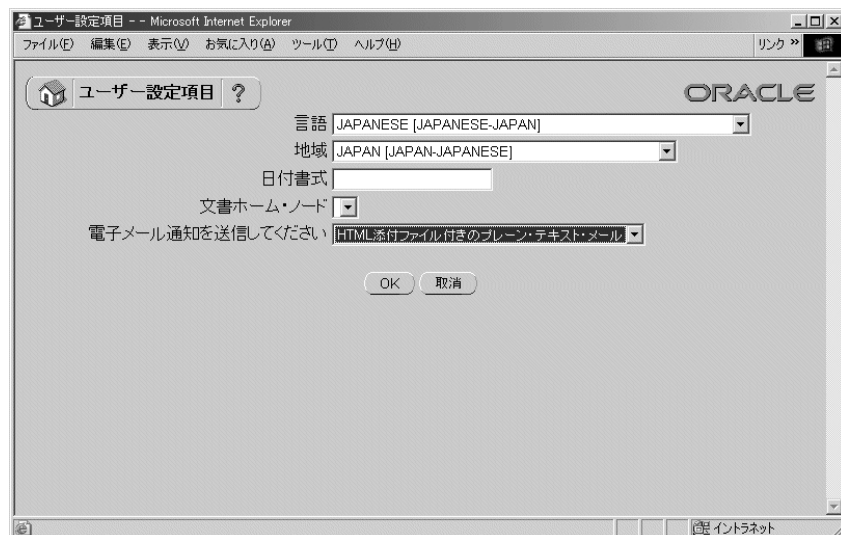 ユーザー設定項目 - - Microsoft Internet Explorer
ファイル(F) 編集(E) 表示(V) お気に入り(A) ツール(T) ヘルプ(H) リンク »
ユーザー設定項目 ?
ORACLE
言語 JAPANESE [JAPANESE-JAPAN]
地域 JAPAN [JAPAN-JAPANESE]
日付書式
文書ホーム・ノード
電子メール通知を送信してください HTML添付ファイル付きのプレーン・テキスト・メール
OK 取消
イントラネット